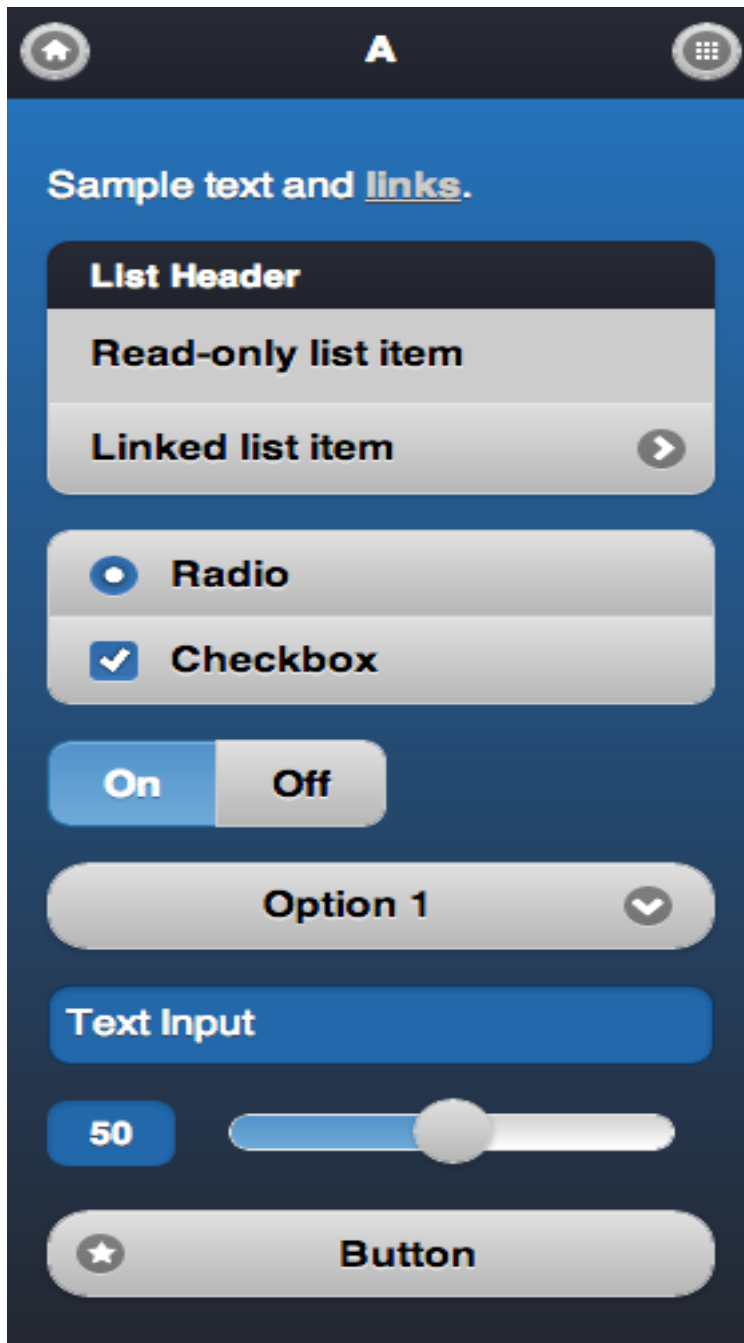 A
Sample text and links.
List Header
Read-only list item
Linked list item
Radio
Checkbox
On Off
Option 1
Text Input
50
Button